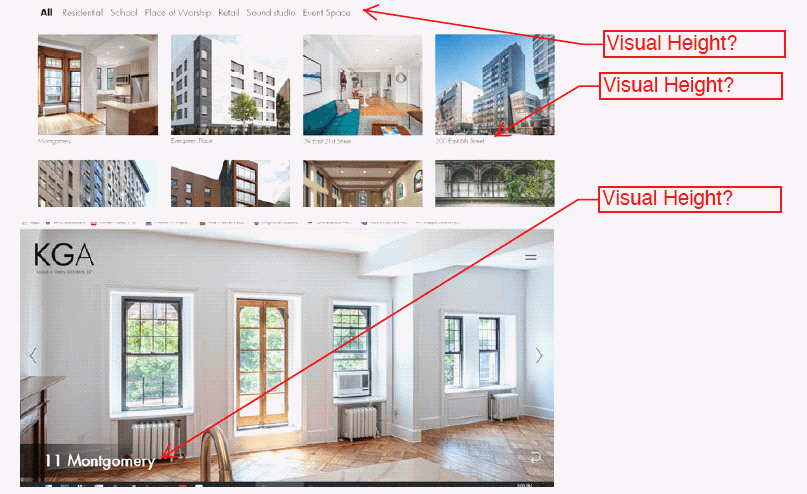 All Residential School Place of Worship Retail Sound studio Event Space
Visual Height?
Visual Height?
Montgomery
Evergreen Place
39 East 21st Street
200 East 6th Street
Visual Height?
KGA
11 Montgomery